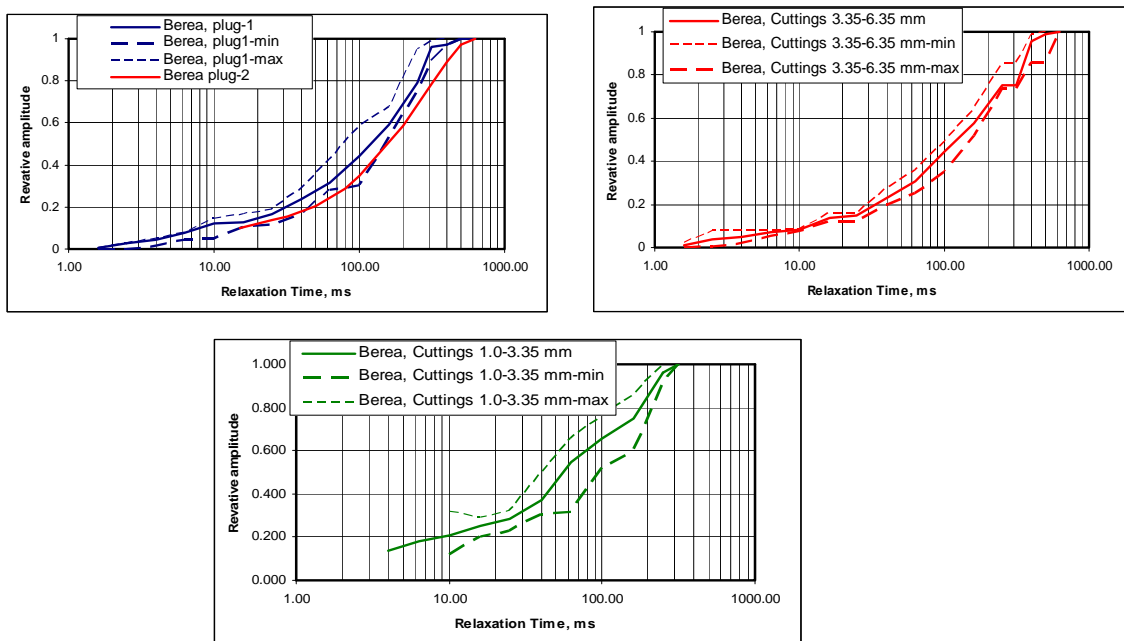 Berea, plug-1
Berea, plug1-min
Berea, plug1-max
Berea plug-2
1
0.8
0.6
0.4
0.2
0
Revative amplitude
1.00 10.00 100.00 1000.00
Relaxation Time, ms
Berea, Cuttings 3.35-6.35 mm
Berea, Cuttings 3.35-6.35 mm-min
Berea, Cuttings 3.35-6.35 mm-max
1
0.8
0.6
0.4
0.2
0
Revative amplitude
1.00 10.00 100.00 1000.00
Relaxation Time, ms
Berea, Cuttings 1.0-3.35 mm
Berea, Cuttings 1.0-3.35 mm-min
Berea, Cuttings 1.0-3.35 mm-max
1.000
0.800
0.600
0.400
0.200
0.000
Revative amplitude
1.00 10.00 100.00 1000.00
Relaxation Time, ms